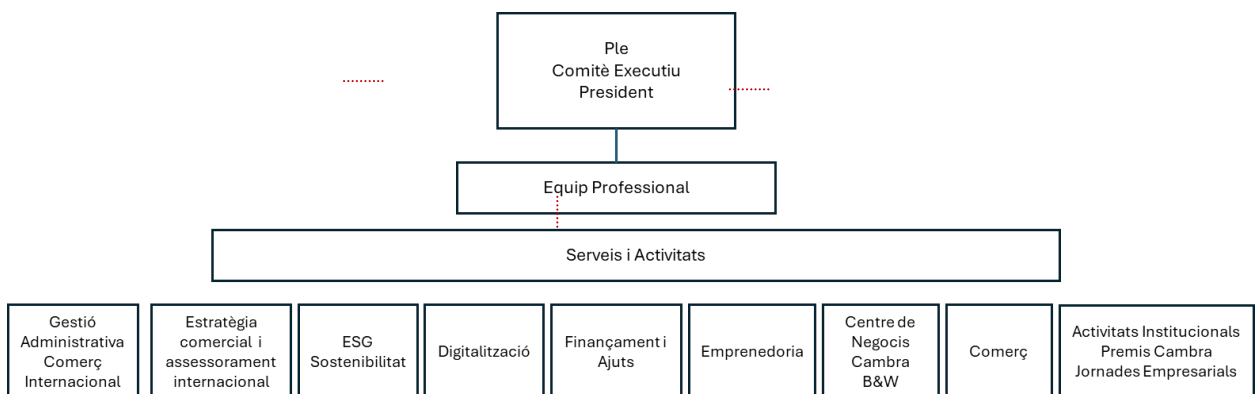 Ple
Comitè Executiu
President
Equip Professional
Serveis i Activitats
Gestió
Administrativa
Comerç
Internacional
Estratègia
comercial i
assessorament
internacional
ESG
Sostenibilitat
Digitalització
Finançament i
Ajuts
Emprenedoria
Centre de
Negocis
Cambra
B&W
Comerç
Activitats Institucionals
Premis Cambra
Jornades Empresarials